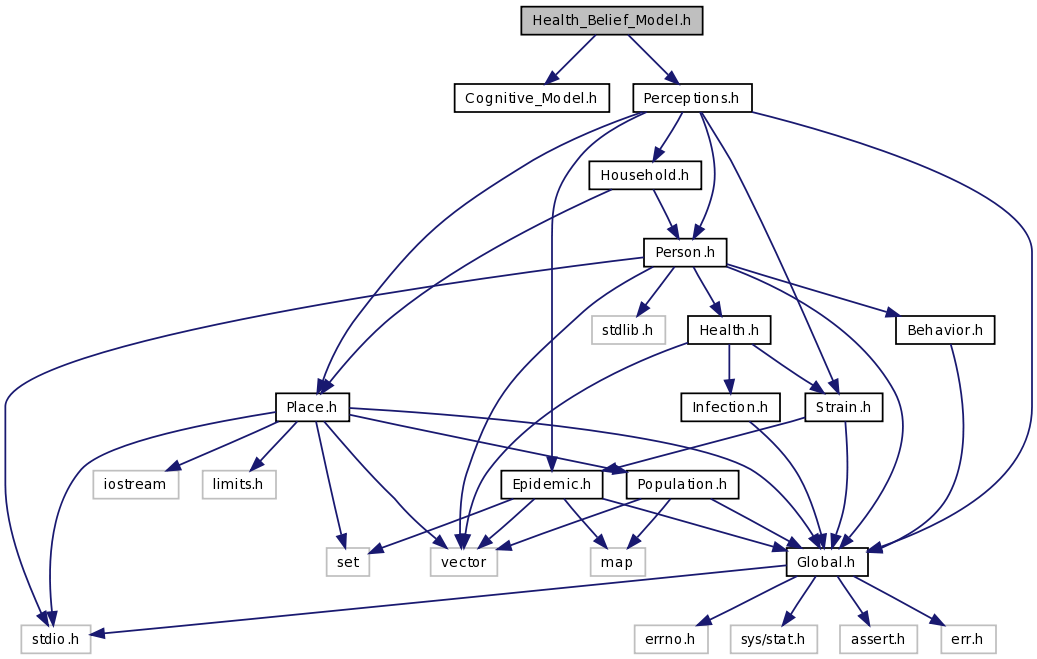 Health_Belief_Model.h
Cognitive_Model.h
Perceptions.h
Household.h
Person.h
stdlib.h
Health.h
Behavior.h
Place.h
Infection.h
Strain.h
iostream
limits.h
Epidemic.h
Population.h
set
vector
map
Global.h
stdio.h
errno.h
sys/stat.h
assert.h
err.h